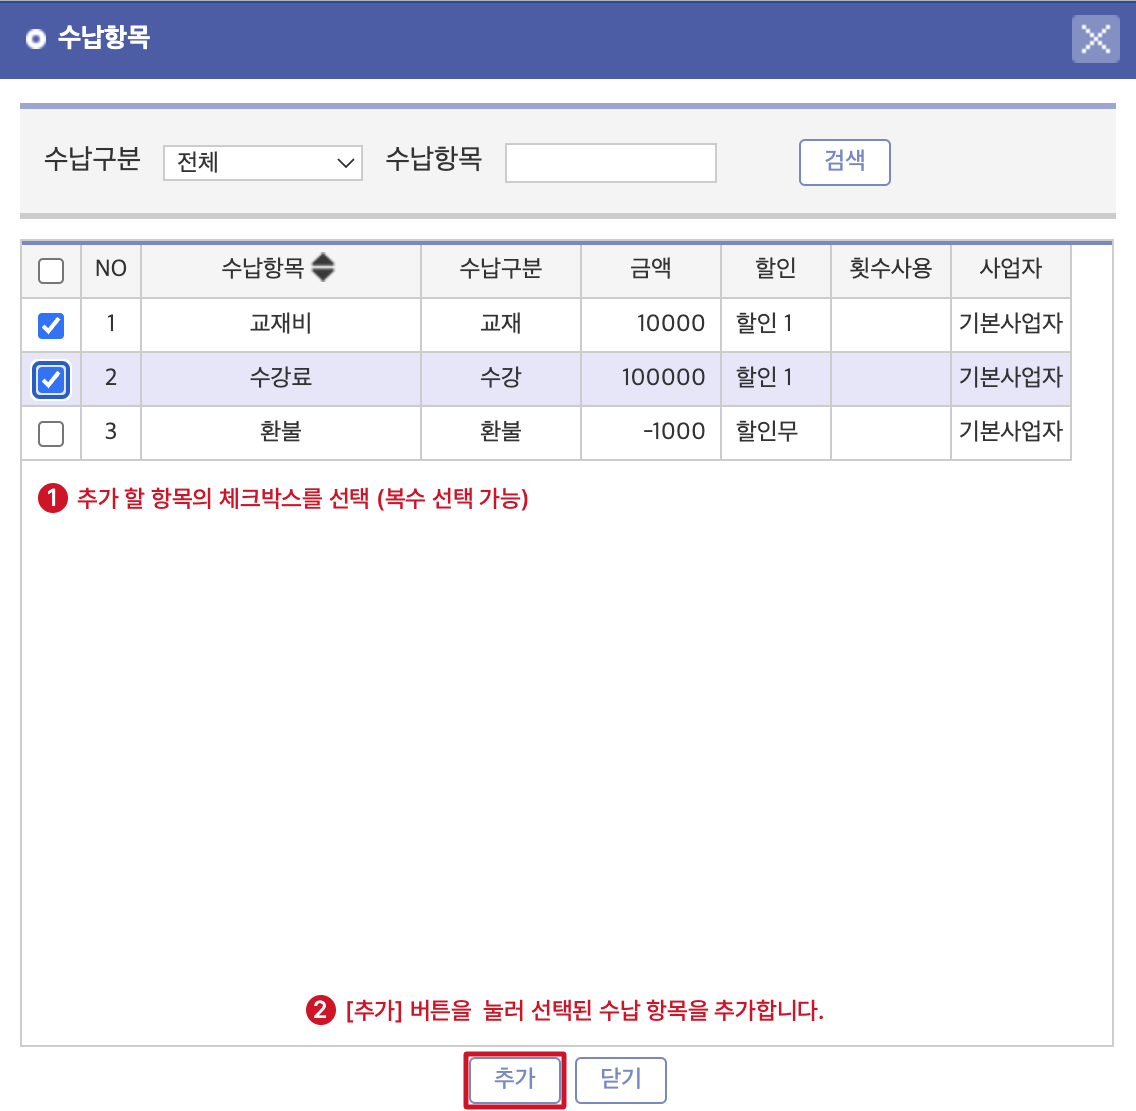 수납항목
수납구분 전체 수납항목 검색
NO 수납항목 수납구분 금액 할인 횟수사용 사업자
1 교재비 교재 10000 할인 1 기본사업자
2 수강료 수강 100000 할인 1 기본사업자
3 환불 환불 -1000 할인무 기본사업자
1 추가 할 항목의 체크박스를 선택 (복수 선택 가능)
2 [추가] 버튼을 눌러 선택된 수납 항목을 추가합니다.
추가 닫기